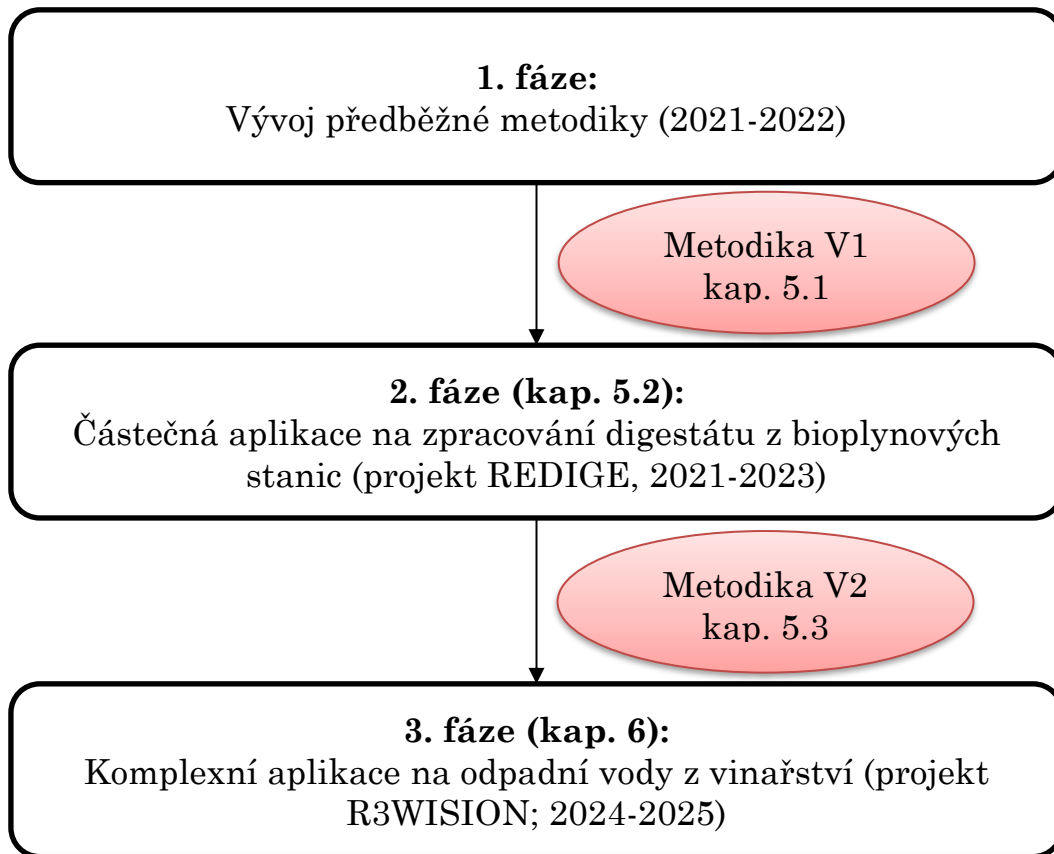 1. fáze:
Vývoj předběžné metodiky (2021-2022)
Metodika V1
kap. 5.1
2. fáze (kap. 5.2):
Částečná aplikace na zpracování digestátu z bioplynových
stanic (projekt REDIGE, 2021-2023)
Metodika V2
kap. 5.3
3. fáze (kap. 6):
Komplexní aplikace na odpadní vody z vinařství (projekt
R3WISION; 2024-2025)